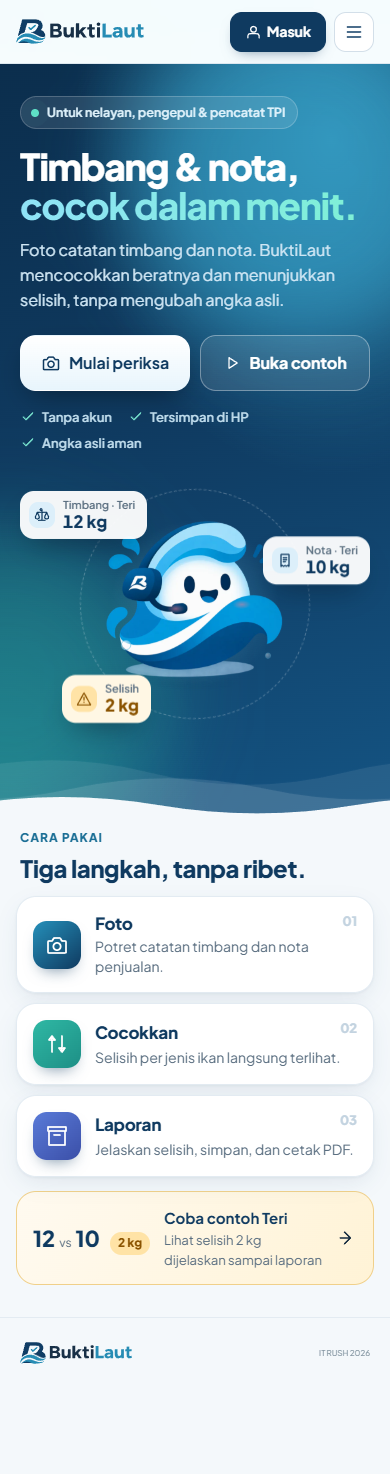 BuktiLaut
Masuk
Untuk nelayan, pengepul & pencatat TPI
Timbang & nota,
cocok dalam menit.
Foto catatan timbang dan nota. BuktiLaut
mencocokkan beratnya dan menunjukkan
selisih, tanpa mengubah angka asli.
Mulai periksa
Buka contoh
Tanpa akun
Tersimpan di HP
Angka asli aman
Timbang · Teri
12 kg
Nota · Teri
10 kg
B
Selisih
2 kg
CARA PAKAI
Tiga langkah, tanpa ribet.
Foto
01
Potret catatan timbang dan nota
penjualan.
Cocokkan
02
Selisih per jenis ikan langsung terlihat.
Laporan
03
Jelaskan selisih, simpan, dan cetak PDF.
12 vs 10
2 kg
Coba contoh Teri
Lihat selisih 2 kg
dijelaskan sampai laporan
BuktiLaut
ITRUSH 2026